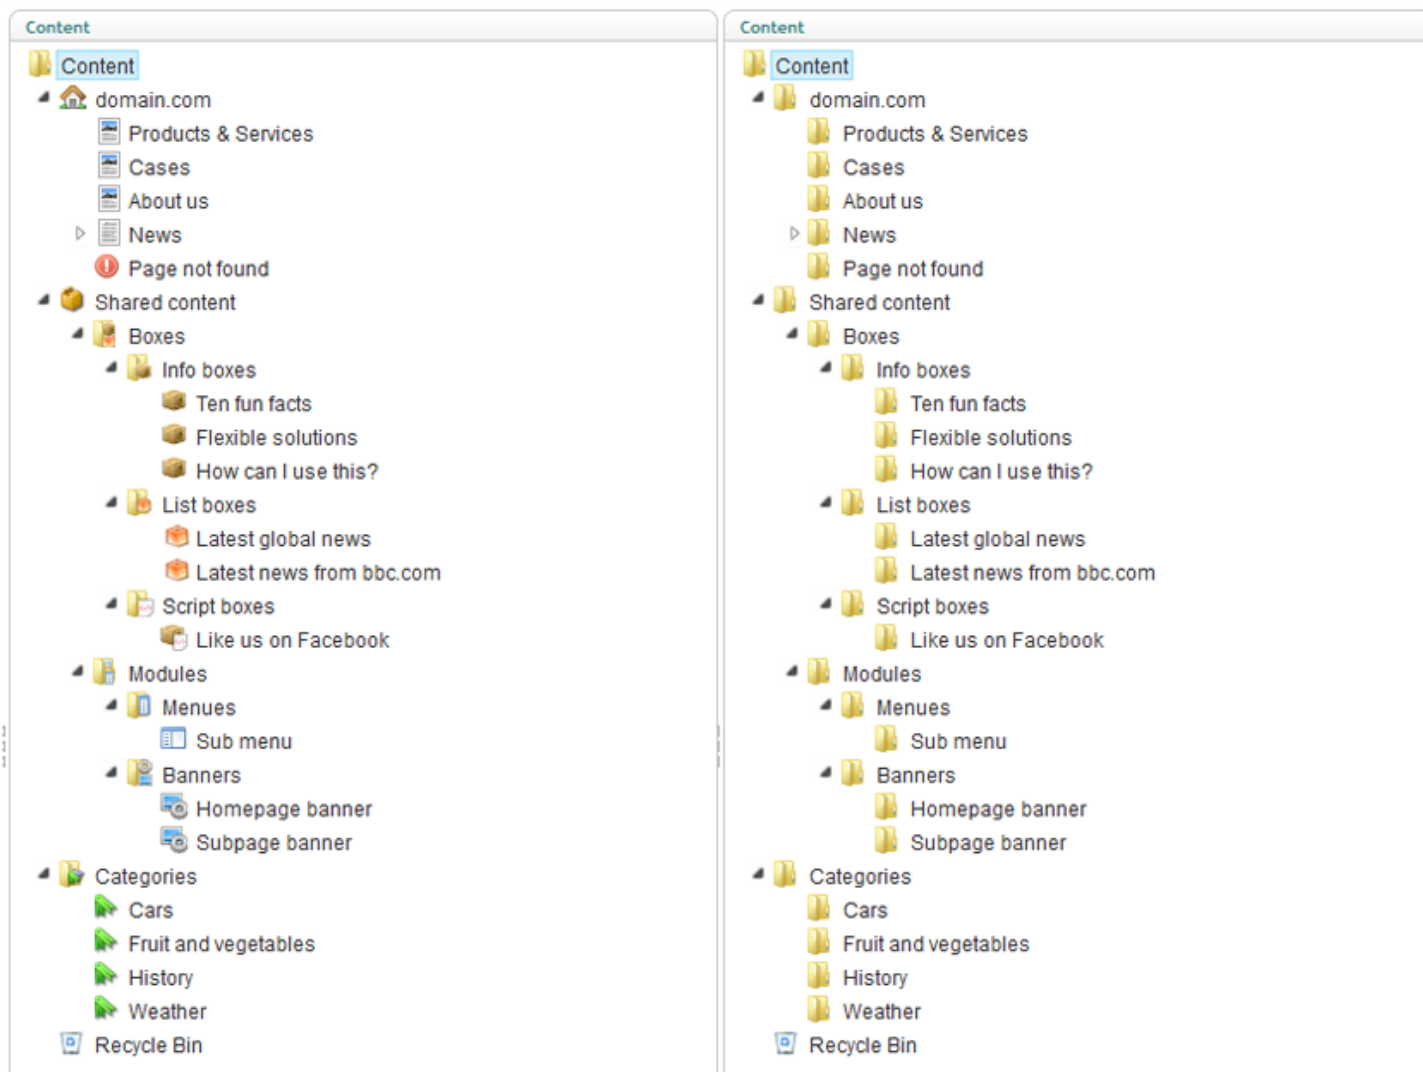 Content
Content
domain.com
Products & Services
Cases
About us
News
Page not found
Shared content
Boxes
Info boxes
Ten fun facts
Flexible solutions
How can I use this?
List boxes
Latest global news
Latest news from bbc.com
Script boxes
Like us on Facebook
Modules
Menues
Sub menu
Banners
Homepage banner
Subpage banner
Categories
Cars
Fruit and vegetables
History
Weather
Recycle Bin
Content
Content
domain.com
Products & Services
Cases
About us
News
Page not found
Shared content
Boxes
Info boxes
Ten fun facts
Flexible solutions
How can I use this?
List boxes
Latest global news
Latest news from bbc.com
Script boxes
Like us on Facebook
Modules
Menues
Sub menu
Banners
Homepage banner
Subpage banner
Categories
Cars
Fruit and vegetables
History
Weather
Recycle Bin